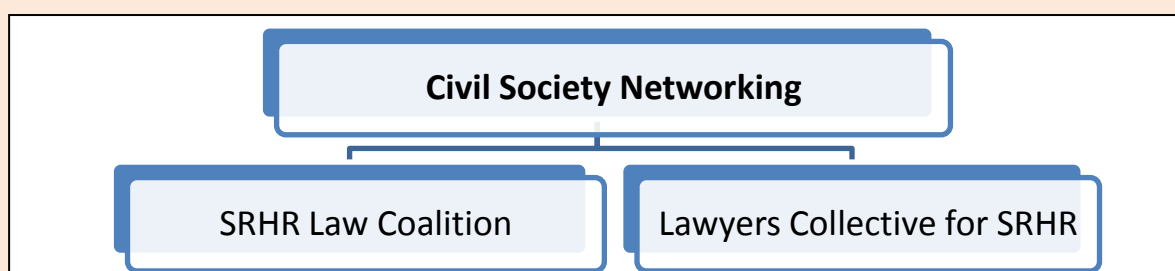 Civil Society Networking
SRHR Law Coalition
Lawyers Collective for SRHR